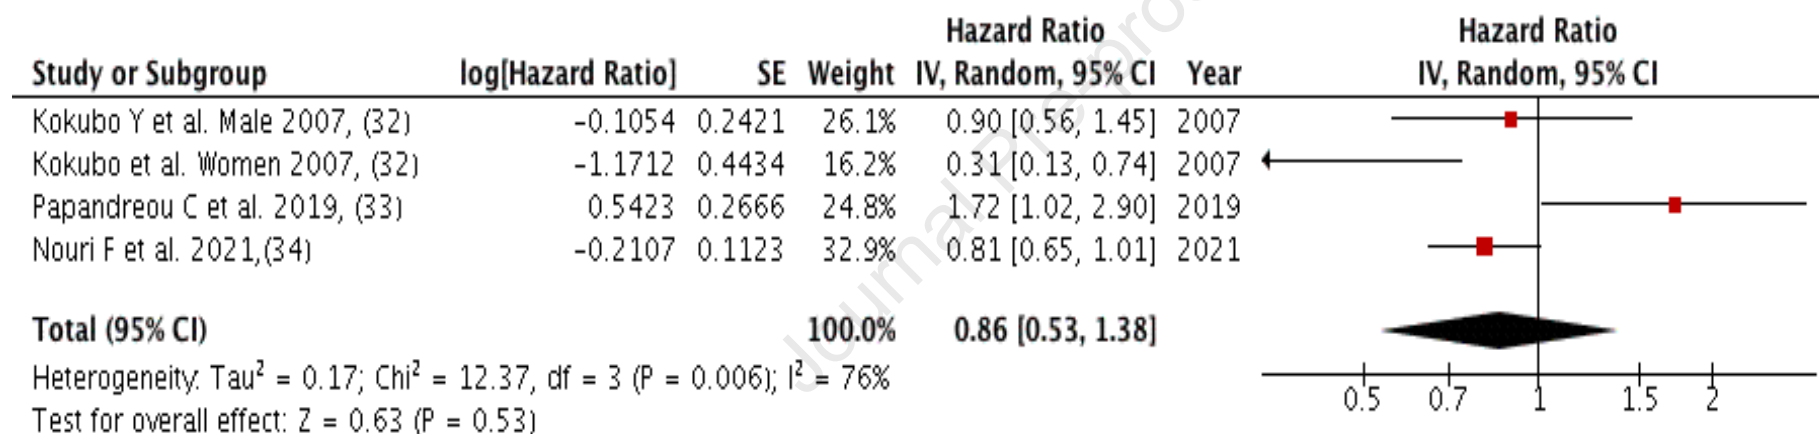 Hazard Ratio Hazard Ratio
Study or Subgroup log[Hazard Ratio] SE Weight IV, Random, 95% CI Year IV, Random, 95% CI
Kokubo Y et al. Male 2007, (32) -0.1054 0.2421 26.1% 0.90 [0.56, 1.45] 2007
Kokubo et al. Women 2007, (32) -1.1712 0.4434 16.2% 0.31 [0.13, 0.74] 2007
Papandreou C et al. 2019, (33) 0.5423 0.2666 24.8% 1.72 [1.02, 2.90] 2019
Nouri F et al. 2021,(34) -0.2107 0.1123 32.9% 0.81 [0.65, 1.01] 2021
Total (95% CI) 100.0% 0.86 [0.53, 1.38]
Heterogeneity: Tau² = 0.17; Chi² = 12.37, df = 3 (P = 0.006); I² = 76%
Test for overall effect: Z = 0.63 (P = 0.53)
0.5 0.7 1 1.5 2
Journal Pre-proo